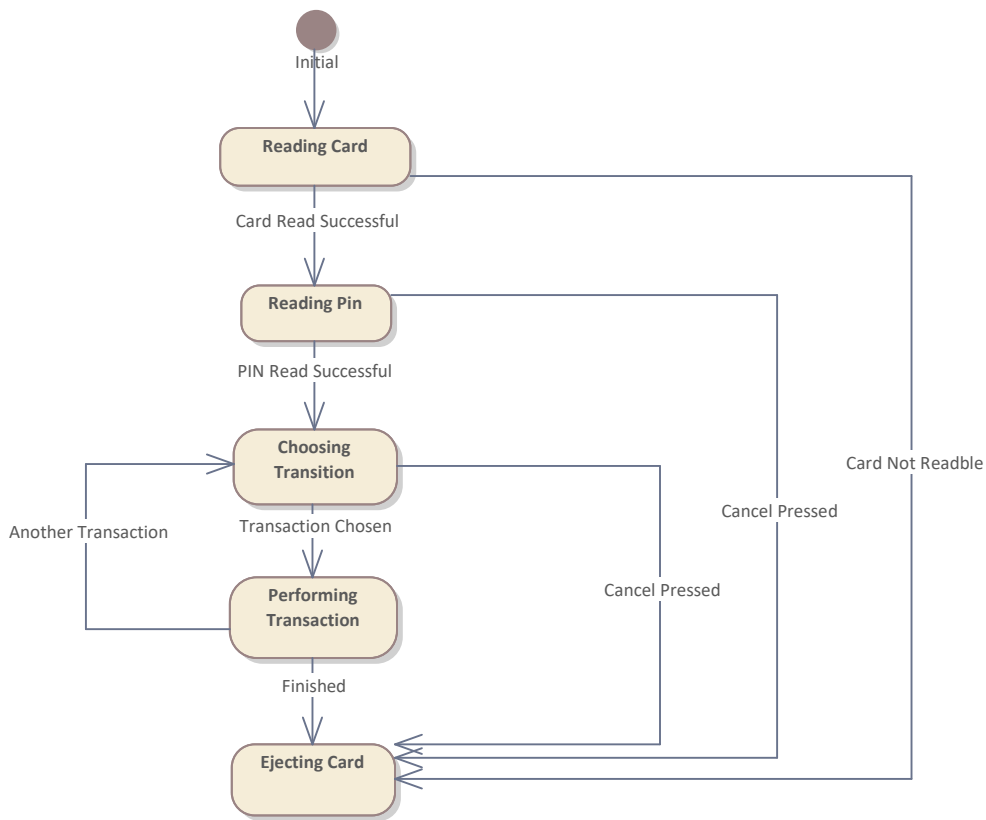 Initial
Reading Card
Card Read Successful
Reading Pin
PIN Read Successful
Choosing
Transition
Card Not Readble
Cancel Pressed
Transaction Chosen
Another Transaction
Cancel Pressed
Performing
Transaction
Finished
Ejecting Card